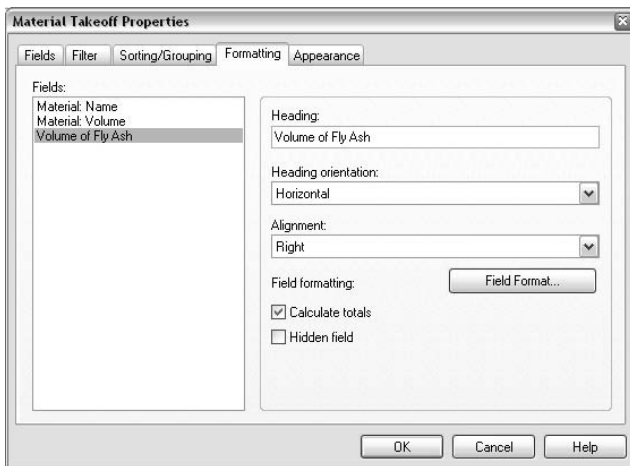 Material Takeoff Properties
Fields Filter Sorting/Grouping Formatting Appearance
Fields:
Material: Name
Material: Volume
Volume of Fly Ash
Heading:
Volume of Fly Ash
Heading orientation:
Horizontal
Alignment:
Right
Field formatting:
Field Format...
Calculate totals
Hidden field
OK Cancel Help